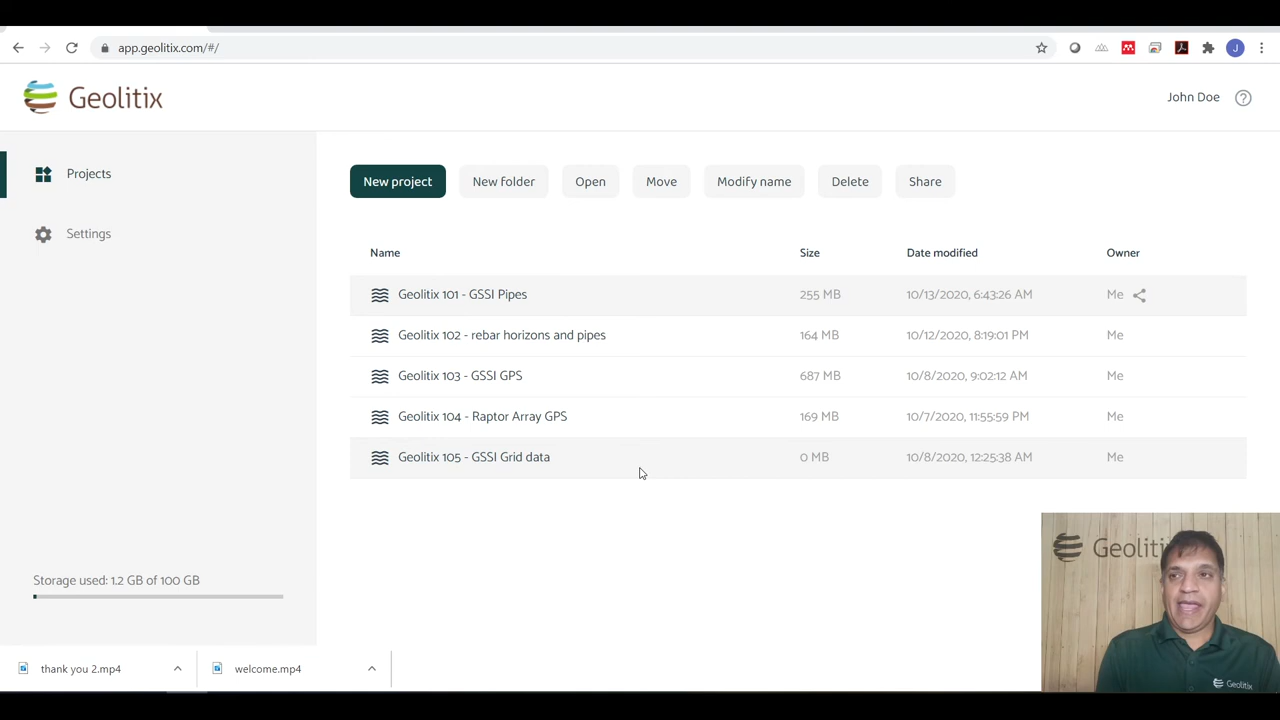 app.geolitix.com/#/
J
Geolitix
John Doe
Projects
Settings
New project
New folder
Open
Move
Modify name
Delete
Share
Name
Size
Date modified
Owner
Geolitix 101 - GSSI Pipes
255 MB
10/13/2020, 6:43:26 AM
Me
Geolitix 102 - rebar horizons and pipes
164 MB
10/12/2020, 8:19:01 PM
Me
Geolitix 103 - GSSI GPS
687 MB
10/8/2020, 9:02:12 AM
Me
Geolitix 104 - Raptor Array GPS
169 MB
10/7/2020, 11:55:59 PM
Me
Geolitix 105 - GSSI Grid data
0 MB
10/8/2020, 12:25:38 AM
Me
Storage used: 1.2 GB of 100 GB
thank you 2.mp4
welcome.mp4
Geolitix
Geolitix